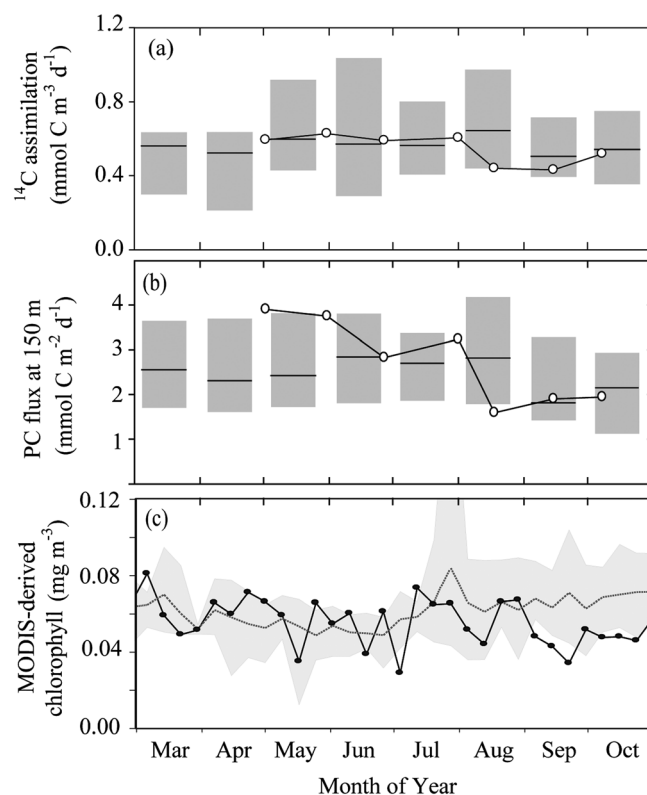 (a)
1.2
0.8
0.4
0.0
¹⁴C assimilation
(mmol C m⁻³ d⁻¹)
(b)
4
3
2
1
PC flux at 150 m
(mmol C m⁻² d⁻¹)
(c)
0.12
0.08
0.04
0.00
MODIS-derived
chlorophyll (mg m⁻³)
Mar Apr May Jun Jul Aug Sep Oct
Month of Year